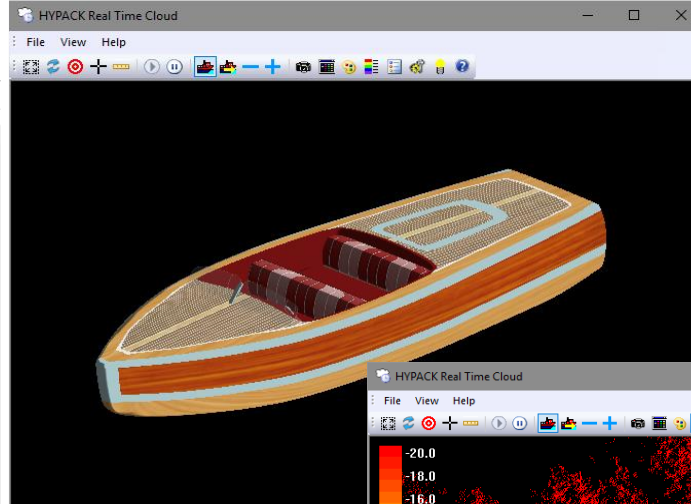 HYPACK Real Time Cloud
File View Help
HYPACK Real Time Cloud
File View Help
-20.0
-18.0
-16.0